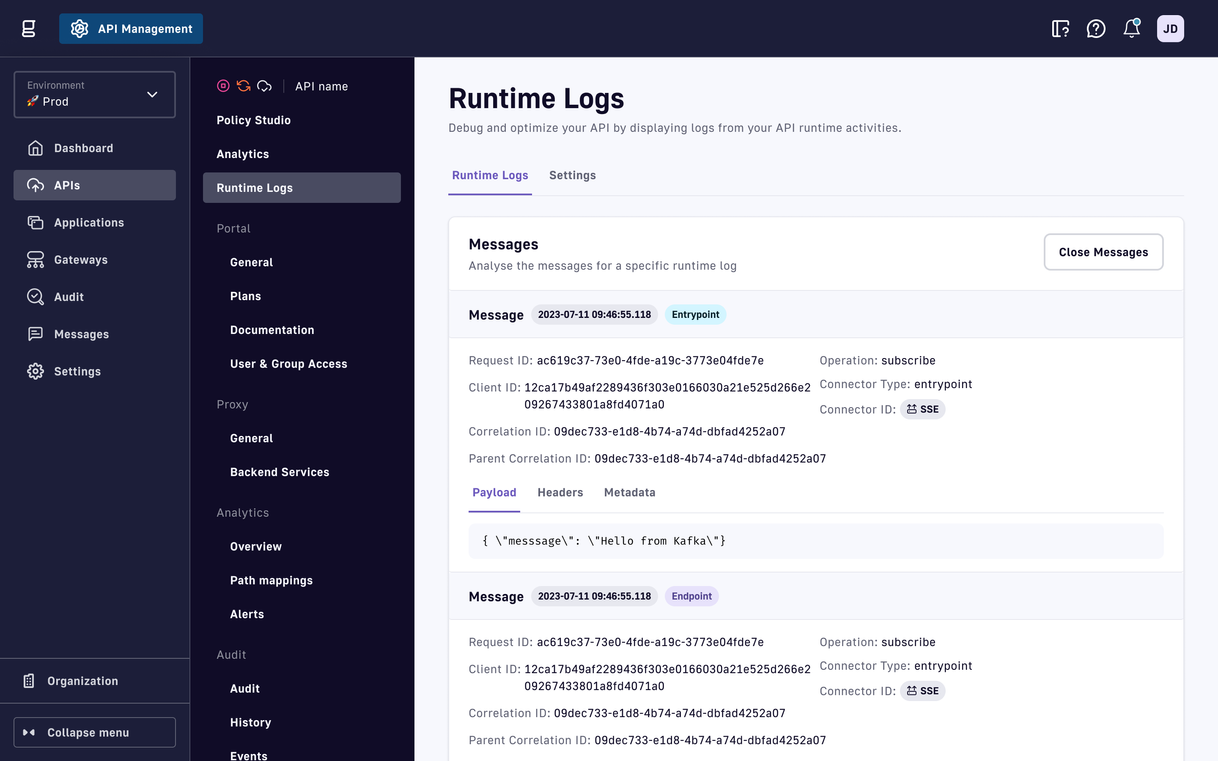 API Management
JD
Environment
🚀 Prod
Dashboard
APIs
Applications
Gateways
Audit
Messages
Settings
Organization
Collapse menu
API name
Policy Studio
Analytics
Runtime Logs
Portal
General
Plans
Documentation
User & Group Access
Proxy
General
Backend Services
Analytics
Overview
Path mappings
Alerts
Audit
Audit
History
Events
Runtime Logs
Debug and optimize your API by displaying logs from your API runtime activities.
Runtime Logs Settings
Messages
Analyse the messages for a specific runtime log
Close Messages
Message 2023-07-11 09:46:55.118 Entrypoint
Request ID: ac619c37-73e0-4fde-a19c-3773e04fde7e
Client ID: 12ca17b49af2289436f303e0166030a21e525d266e2
09267433801a8fd4071a0
Correlation ID: 09dec733-e1d8-4b74-a74d-dbfad4252a07
Parent Correlation ID: 09dec733-e1d8-4b74-a74d-dbfad4252a07
Operation: subscribe
Connector Type: entrypoint
Connector ID: SSE
Payload Headers Metadata
{ \"messsage\": \"Hello from Kafka\"}
Message 2023-07-11 09:46:55.118 Endpoint
Request ID: ac619c37-73e0-4fde-a19c-3773e04fde7e
Client ID: 12ca17b49af2289436f303e0166030a21e525d266e2
09267433801a8fd4071a0
Correlation ID: 09dec733-e1d8-4b74-a74d-dbfad4252a07
Parent Correlation ID: 09dec733-e1d8-4b74-a74d-dbfad4252a07
Operation: subscribe
Connector Type: entrypoint
Connector ID: SSE